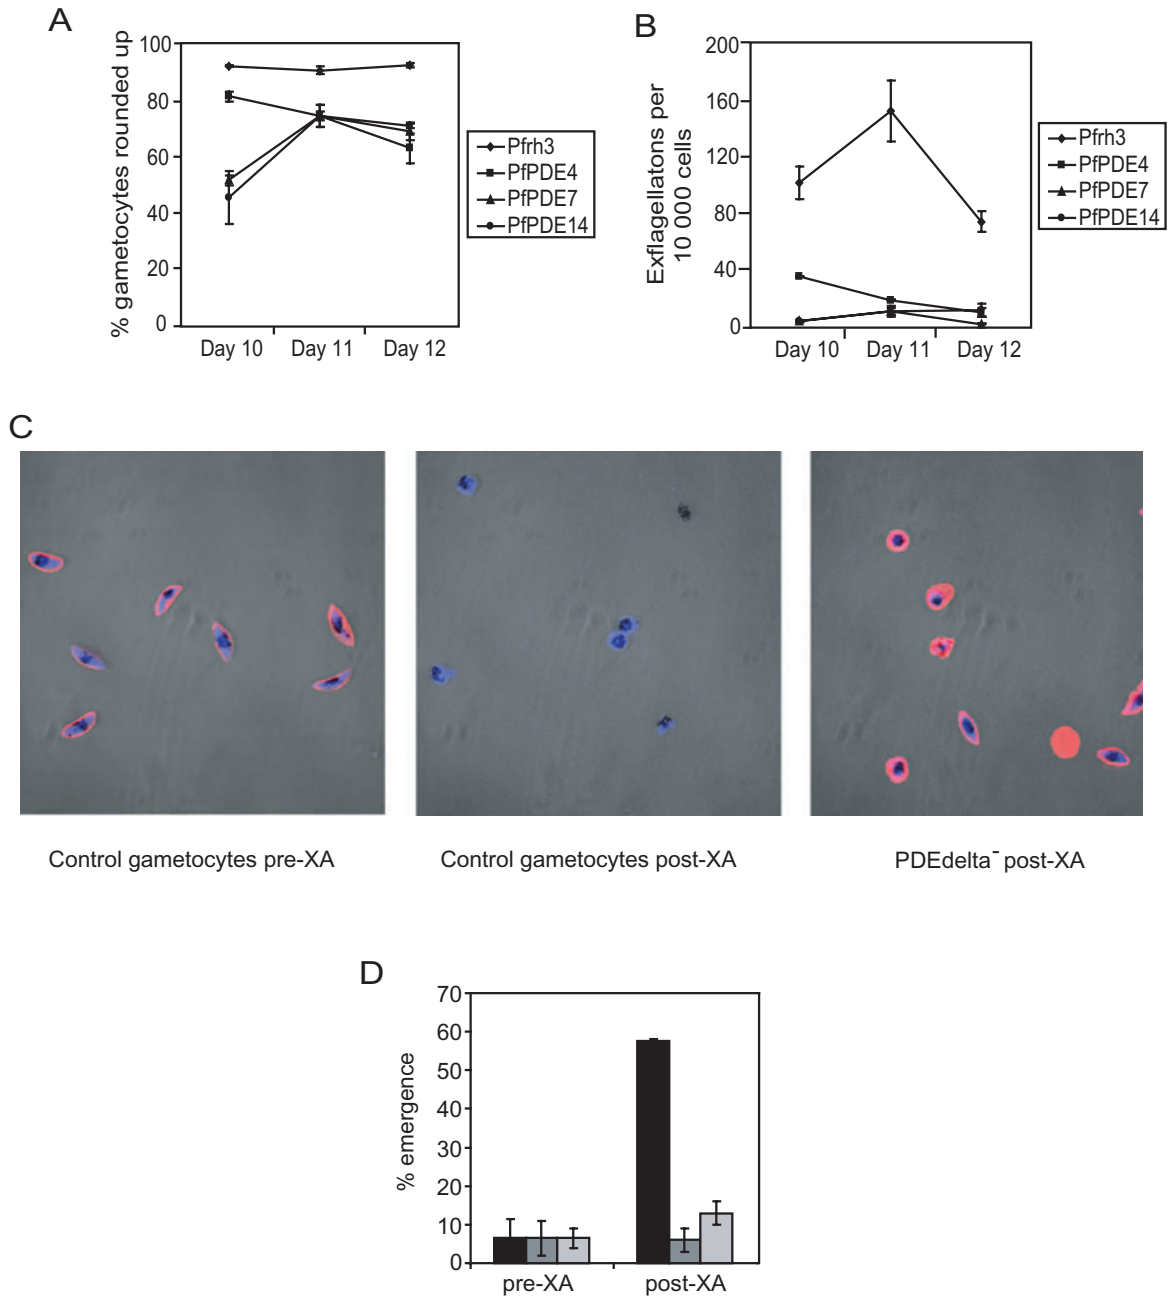 A
% gametocytes rounded up
100
80
60
40
20
0
Day 10
Day 11
Day 12
Pfrh3
PfPDE4
PfPDE7
PfPDE14
B
Exflagellatons per
10 000 cells
200
160
120
80
40
0
Day 10
Day 11
Day 12
Pfrh3
PfPDE4
PfPDE7
PfPDE14
C
Control gametocytes pre-XA
Control gametocytes post-XA
PDEdelta⁻ post-XA
D
% emergence
70
60
50
40
30
20
10
0
pre-XA
post-XA